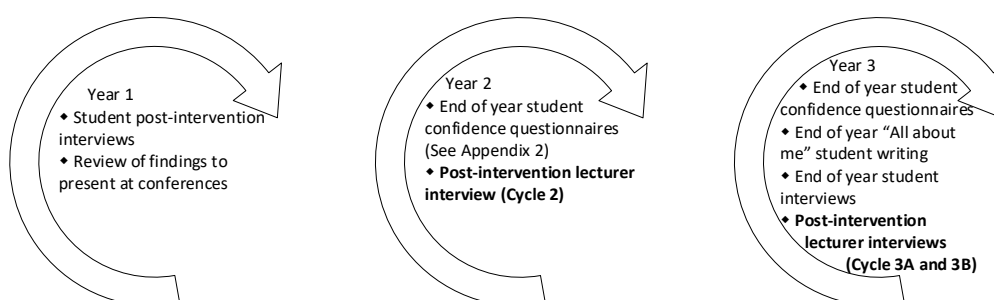 Year 1
◆ Student post-intervention
interviews
◆ Review of findings to
present at conferences
Year 2
◆ End of year student
confidence questionnaires
(See Appendix 2)
◆ Post-intervention lecturer
interview (Cycle 2)
Year 3
◆ End of year student
confidence questionnaires
◆ End of year “All about
me” student writing
◆ End of year student
interviews
◆ Post-intervention
lecturer interviews
(Cycle 3A and 3B)